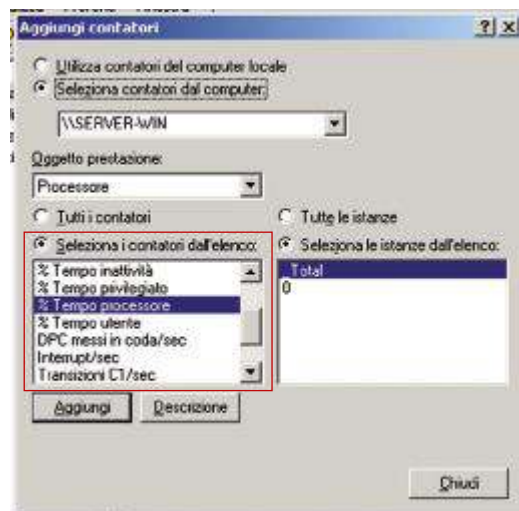 Aggiungi contatori
Utilizza contatori del computer locale
Seleziona contatori dal computer:
\\SERVER-WIN
Oggetto prestazione:
Processore
Tutti i contatori
Tutte le istanze
Seleziona i contatori dall'elenco:
Seleziona le istanze dall'elenco:
% Tempo inattività
% Tempo privilegiato
% Tempo processore
% Tempo utente
DPC messi in coda/sec
Interrupt/sec
Transizioni C1/sec
_Total
0
Aggiungi
Descrizione
Chiudi